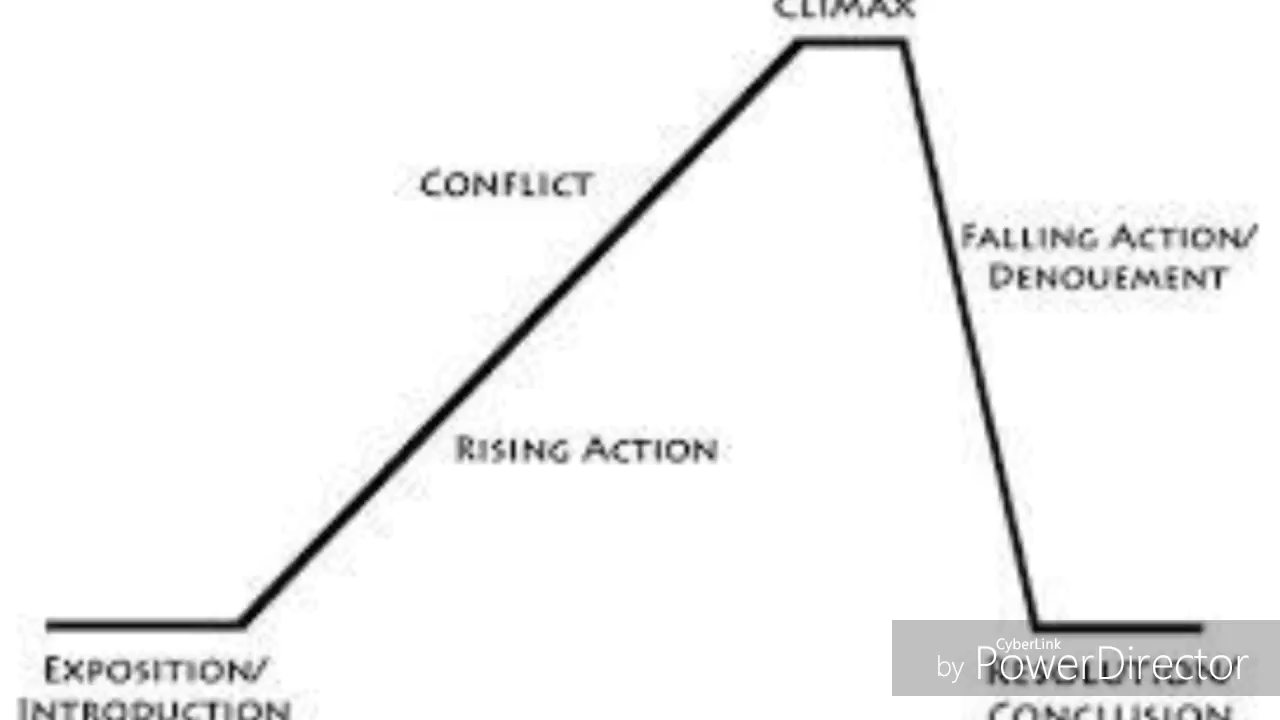 CLIMAX
CONFLICT
FALLING ACTION/
DENOUEMENT
RISING ACTION
EXPOSITION/
INTRODUCTION
CyberLink
by PowerDirector
CONCLUSION